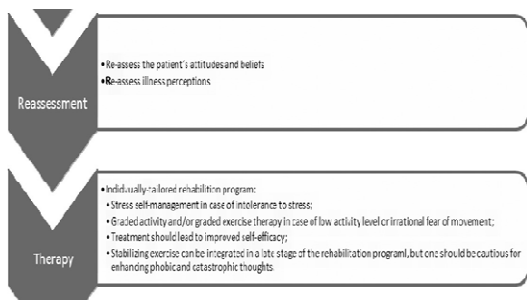 Reassessment
• Re-assess the patient's attitudes and beliefs
• Re-assess illness perceptions
Therapy
• Individually-tailored rehabilition program:
• Stress self-management in case of intolerance to stress;
• Graded activity and/or graded exercise therapy in case of low activity level or irrational fear of movement;
• Treatment should lead to improved self-efficacy;
• Stabilizing exercise can be integrated in a late stage of the rehabilition program!, but one should be cautious for
enhancing phobic and catastrophic thoughts.